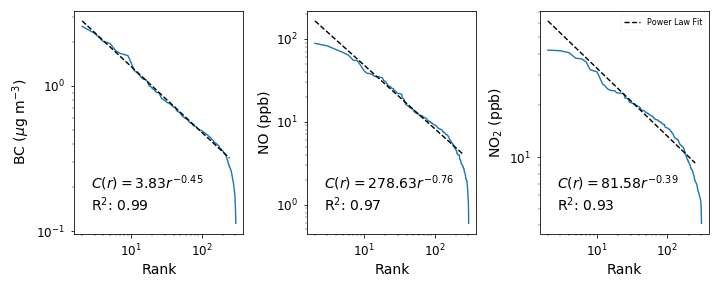 10⁰
10⁻¹
BC (μg m⁻³)
C(r) = 3.83r⁻⁰·⁴⁵
R²: 0.99
10¹
10²
Rank
10²
10¹
10⁰
NO (ppb)
C(r) = 278.63r⁻⁰·⁷⁶
R²: 0.97
10¹
10²
Rank
Power Law Fit
10¹
NO₂ (ppb)
C(r) = 81.58r⁻⁰·³⁹
R²: 0.93
10¹
10²
Rank